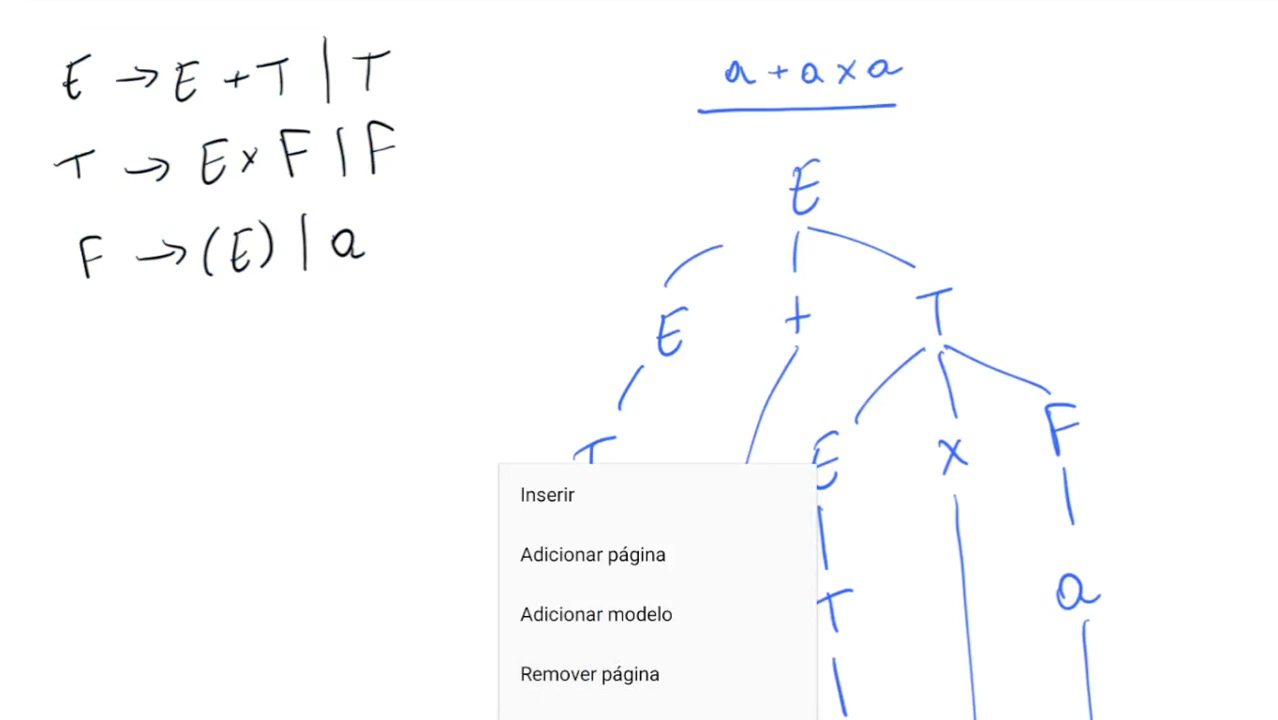 E → E + T | T
T → E x F | F
F → (E) | a
a + a x a
E
E + T
T E x F
T a
Inserir
Adicionar página
Adicionar modelo
Remover página